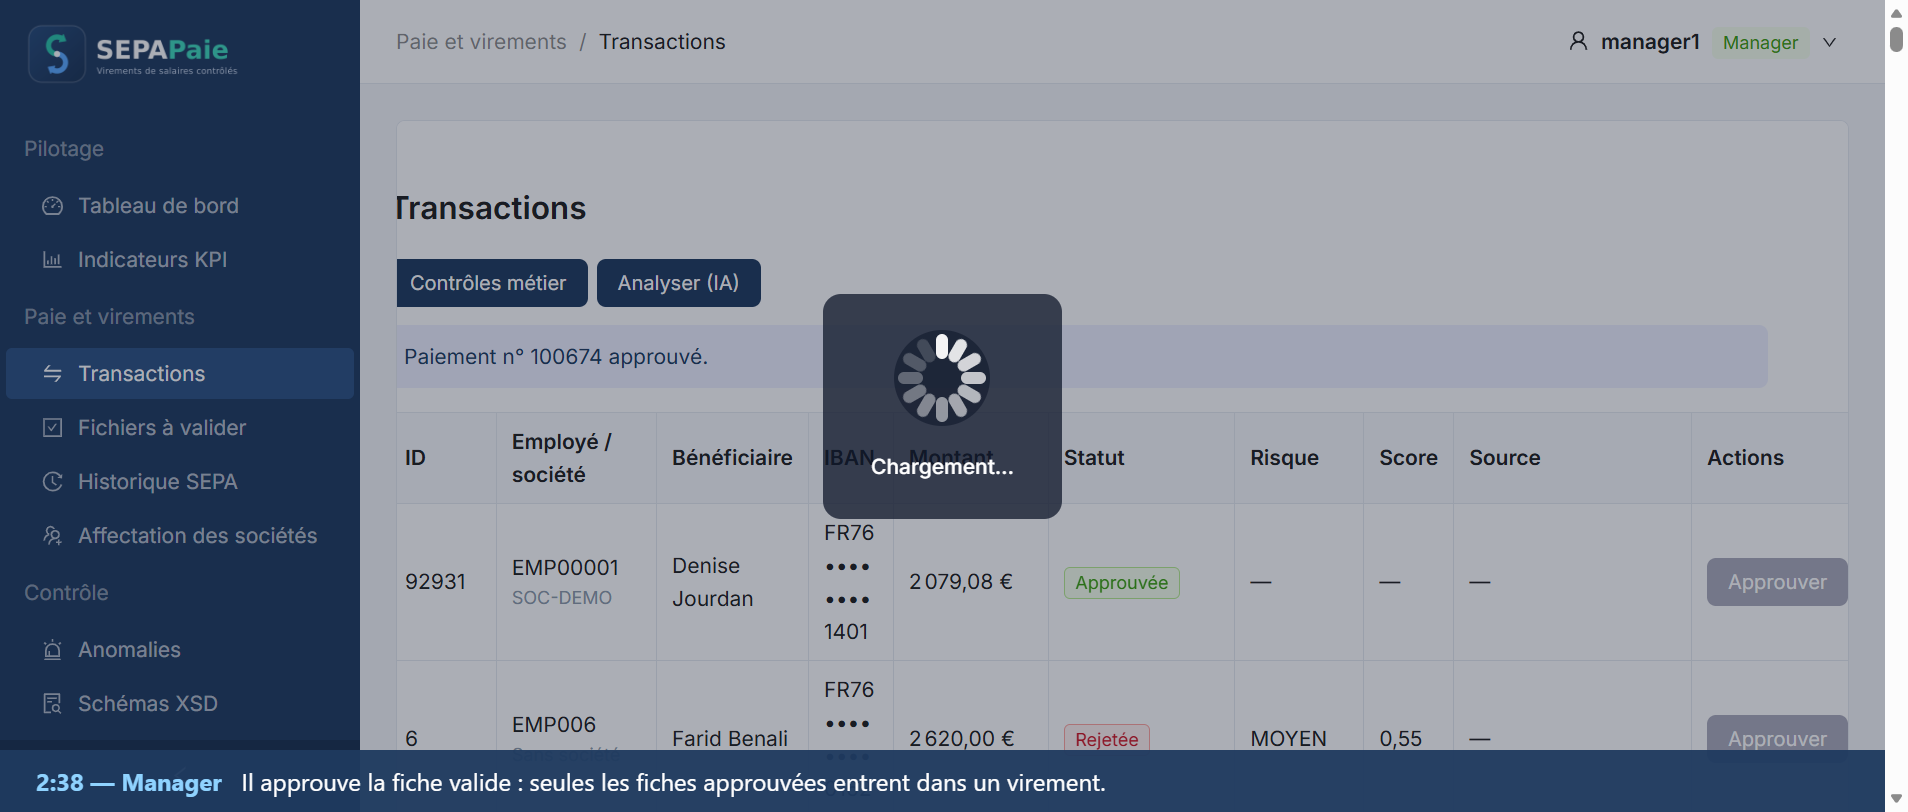 SEPAPaie
Virements de salaires contrôlés
Pilotage
Tableau de bord
Indicateurs KPI
Paie et virements
Transactions
Fichiers à valider
Historique SEPA
Affectation des sociétés
Contrôle
Anomalies
Schémas XSD
Paie et virements / Transactions
manager1 Manager
Transactions
Contrôles métier
Analyser (IA)
Paiement n° 100674 approuvé.
Chargement...
ID
Employé / société
Bénéficiaire
IBAN
Montant
Statut
Risque
Score
Source
Actions
92931
EMP00001
SOC-DEMO
Denise Jourdan
FR76 •••• •••• 1401
2 079,08 €
Approuvée
—
—
—
Approuver
6
EMP006
Farid Benali
FR76 ••••
2 620,00 €
Rejetée
MOYEN
0,55
—
Approuver
2:38 — Manager Il approuve la fiche valide : seules les fiches approuvées entrent dans un virement.